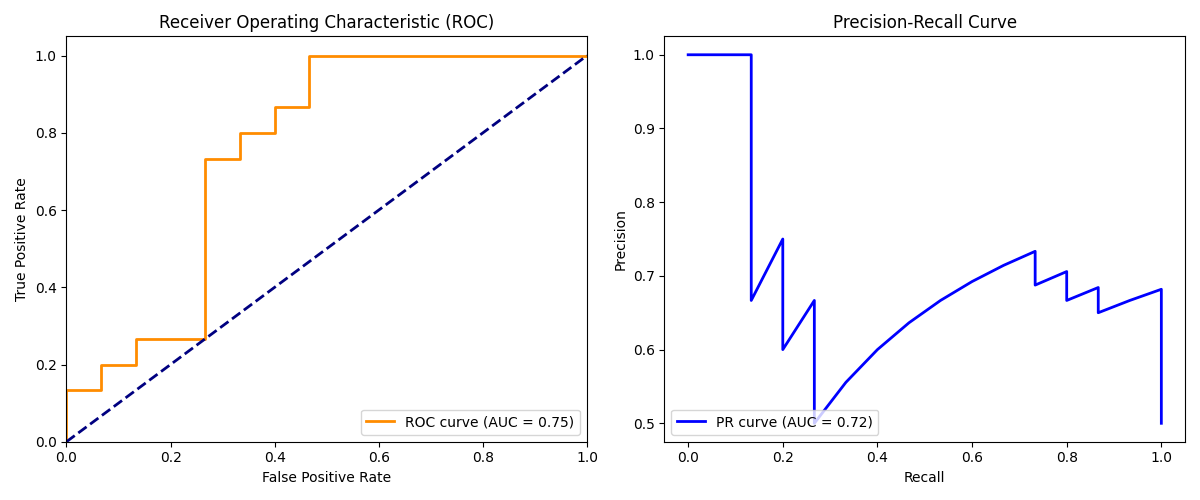 Receiver Operating Characteristic (ROC)
1.0
0.8
0.6
0.4
0.2
0.0
True Positive Rate
0.0 0.2 0.4 0.6 0.8 1.0
False Positive Rate
ROC curve (AUC = 0.75)
Precision-Recall Curve
1.0
0.9
0.8
0.7
0.6
0.5
Precision
0.0 0.2 0.4 0.6 0.8 1.0
Recall
PR curve (AUC = 0.72)